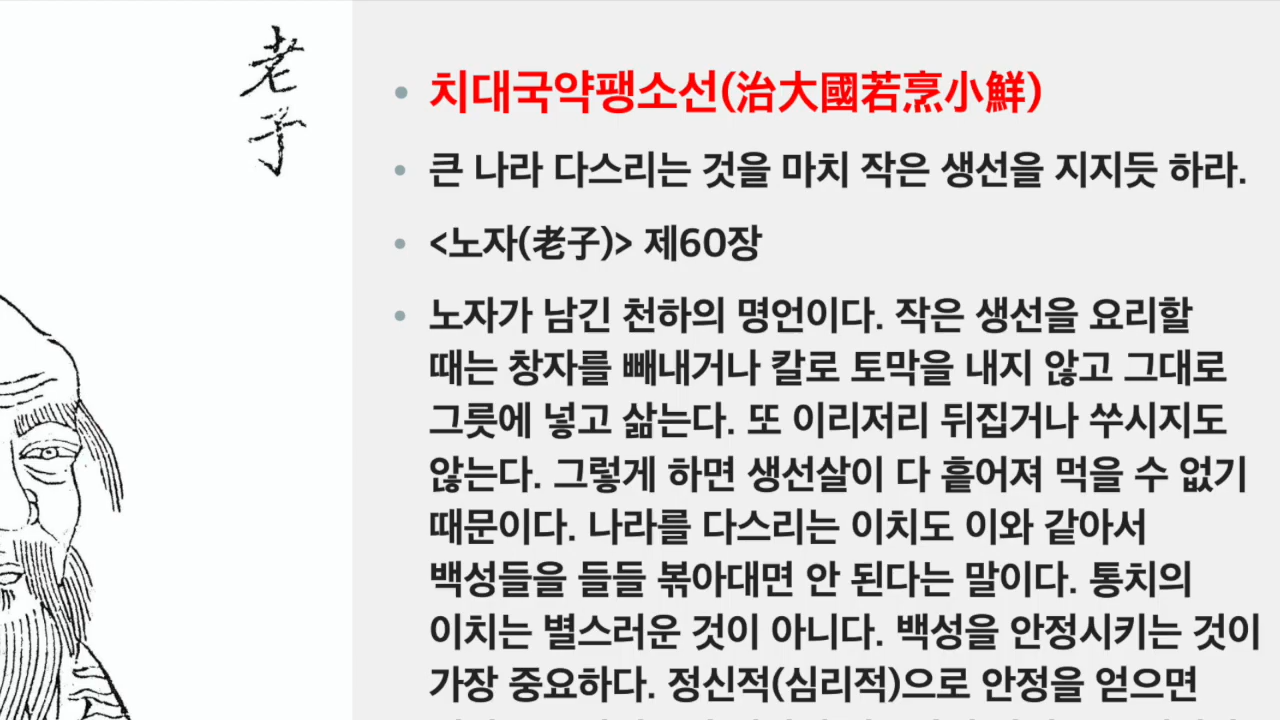 老子
• 치대국약팽소선(治大國若烹小鮮)
• 큰 나라 다스리는 것을 마치 작은 생선을 지지듯 하라.
• <노자(老子)> 제60장
• 노자가 남긴 천하의 명언이다. 작은 생선을 요리할
때는 창자를 빼내거나 칼로 토막을 내지 않고 그대로
그릇에 넣고 삶는다. 또 이리저리 뒤집거나 쑤시지도
않는다. 그렇게 하면 생선살이 다 흩어져 먹을 수 없기
때문이다. 나라를 다스리는 이치도 이와 같아서
백성들을 들들 볶아대면 안 된다는 말이다. 통치의
이치는 별스러운 것이 아니다. 백성을 안정시키는 것이
가장 중요하다. 정신적(심리적)으로 안정을 얻으면